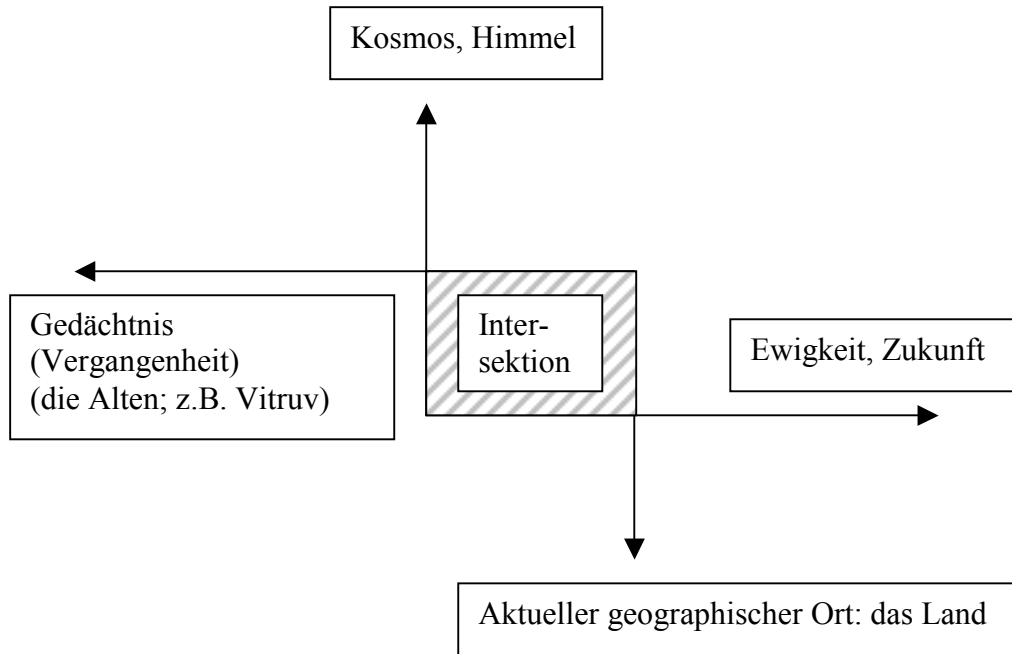 Kosmos, Himmel
Gedächtnis
(Vergangenheit)
(die Alten; z.B. Vitruv)
Inter-
sektion
Ewigkeit, Zukunft
Aktueller geographischer Ort: das Land